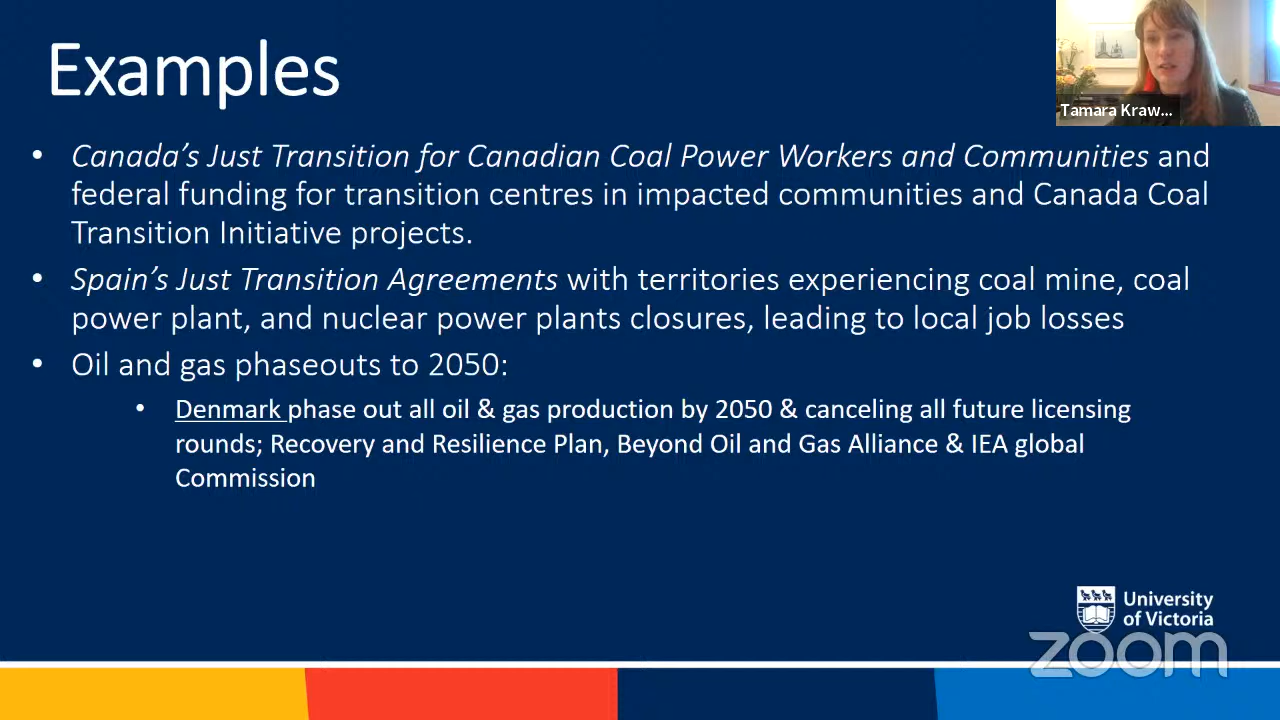 Examples
Tamara Kraw...
• Canada's Just Transition for Canadian Coal Power Workers and Communities and
federal funding for transition centres in impacted communities and Canada Coal
Transition Initiative projects.
• Spain's Just Transition Agreements with territories experiencing coal mine, coal
power plant, and nuclear power plants closures, leading to local job losses
• Oil and gas phaseouts to 2050:
• Denmark phase out all oil & gas production by 2050 & canceling all future licensing
rounds; Recovery and Resilience Plan, Beyond Oil and Gas Alliance & IEA global
Commission
University
of Victoria
zoom